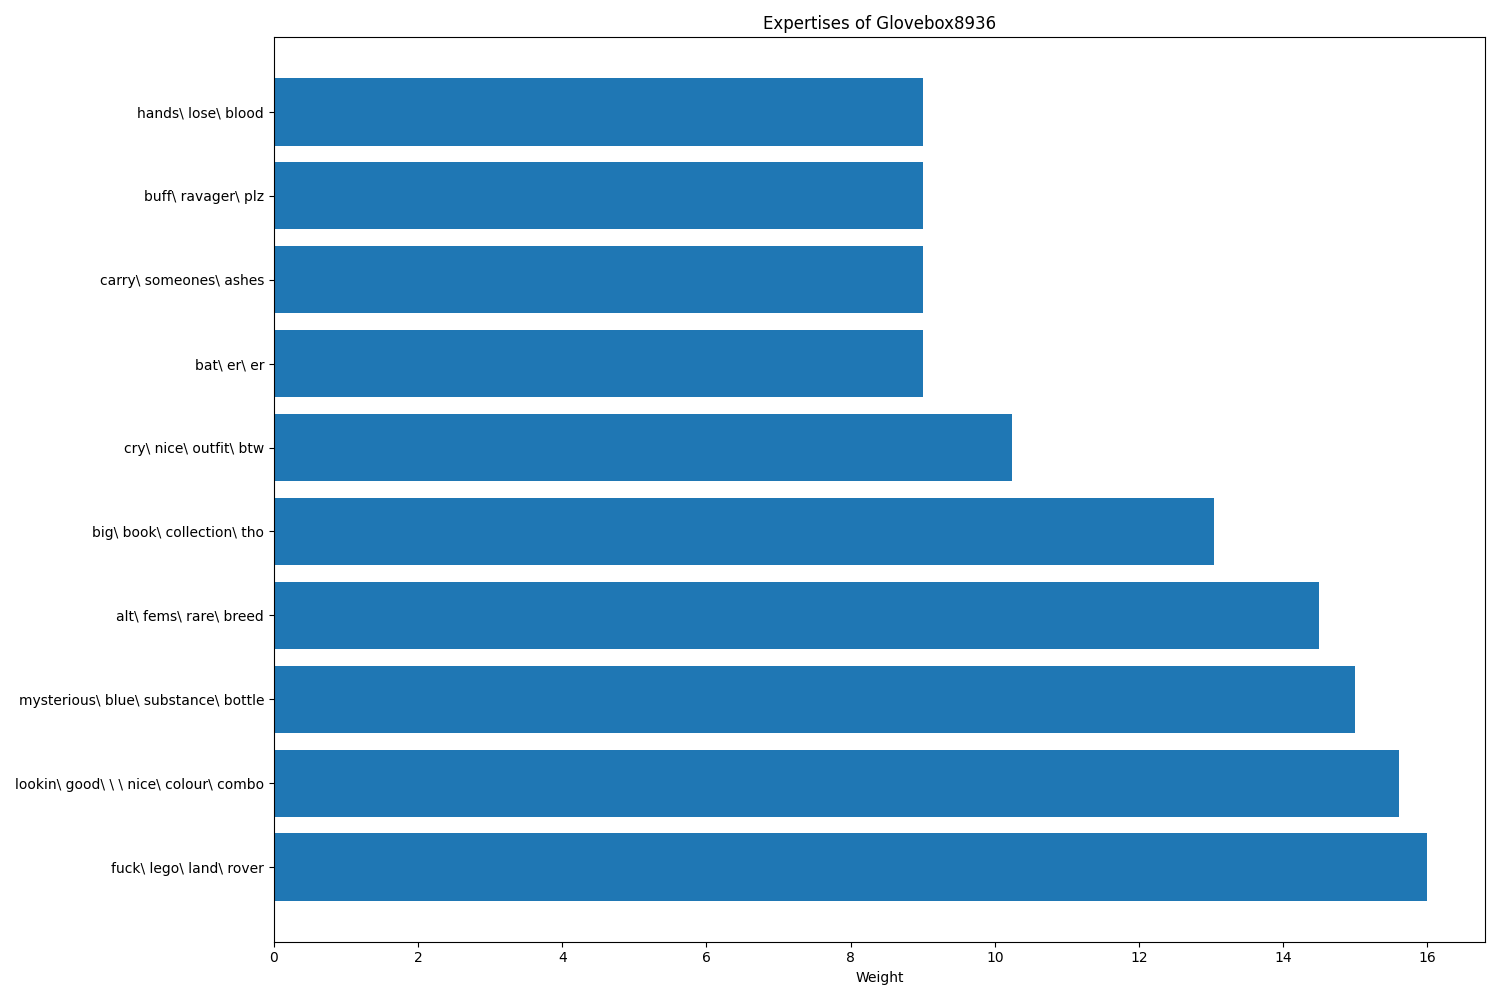 Expertises of Glovebox8936
hands\ lose\ blood
buff\ ravager\ plz
carry\ someones\ ashes
bat\ er\ er
cry\ nice\ outfit\ btw
big\ book\ collection\ tho
alt\ fems\ rare\ breed
mysterious\ blue\ substance\ bottle
lookin\ good\ \ \ nice\ colour\ combo
fuck\ lego\ land\ rover
0 2 4 6 8 10 12 14 16
Weight